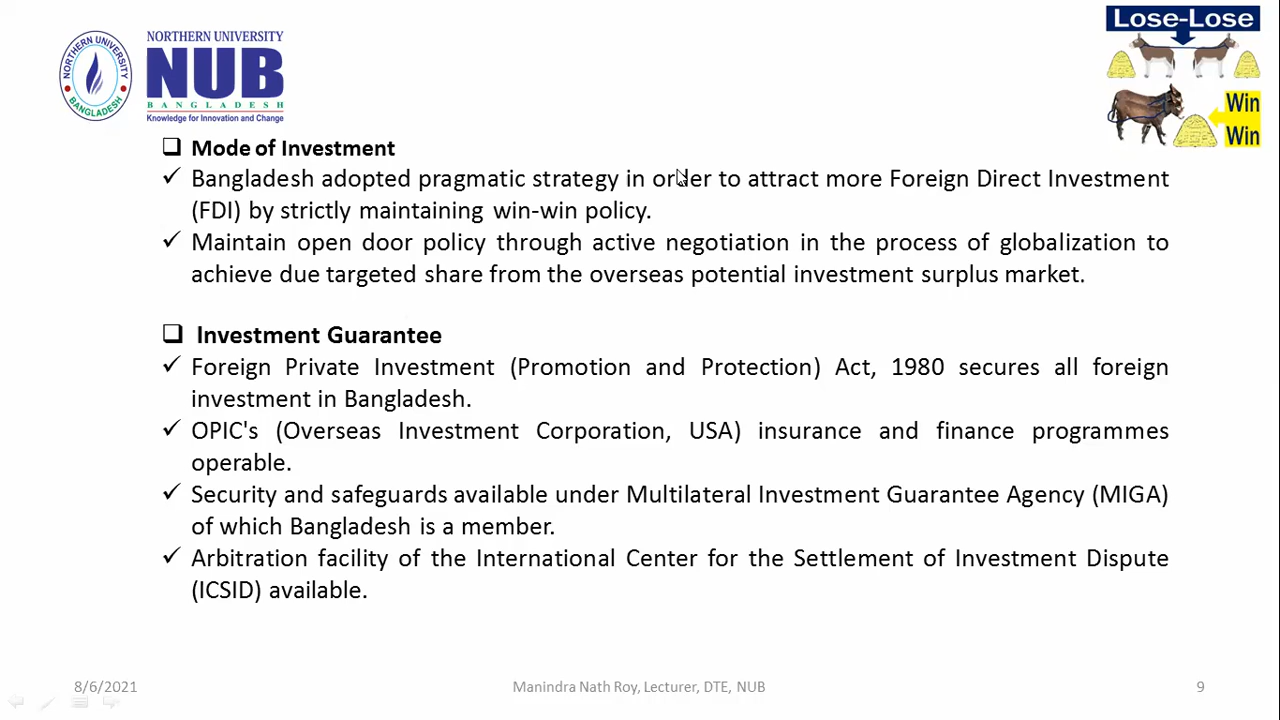 NORTHERN UNIVERSITY
BANGLADESH
NORTHERN UNIVERSITY
NUB
BANGLADESH
Knowledge for Innovation and Change
Lose-Lose
Win
Win
Mode of Investment
Bangladesh adopted pragmatic strategy in order to attract more Foreign Direct Investment
(FDI) by strictly maintaining win-win policy.
Maintain open door policy through active negotiation in the process of globalization to
achieve due targeted share from the overseas potential investment surplus market.
Investment Guarantee
Foreign Private Investment (Promotion and Protection) Act, 1980 secures all foreign
investment in Bangladesh.
OPIC's (Overseas Investment Corporation, USA) insurance and finance programmes
operable.
Security and safeguards available under Multilateral Investment Guarantee Agency (MIGA)
of which Bangladesh is a member.
Arbitration facility of the International Center for the Settlement of Investment Dispute
(ICSID) available.
8/6/2021
Manindra Nath Roy, Lecturer, DTE, NUB
9